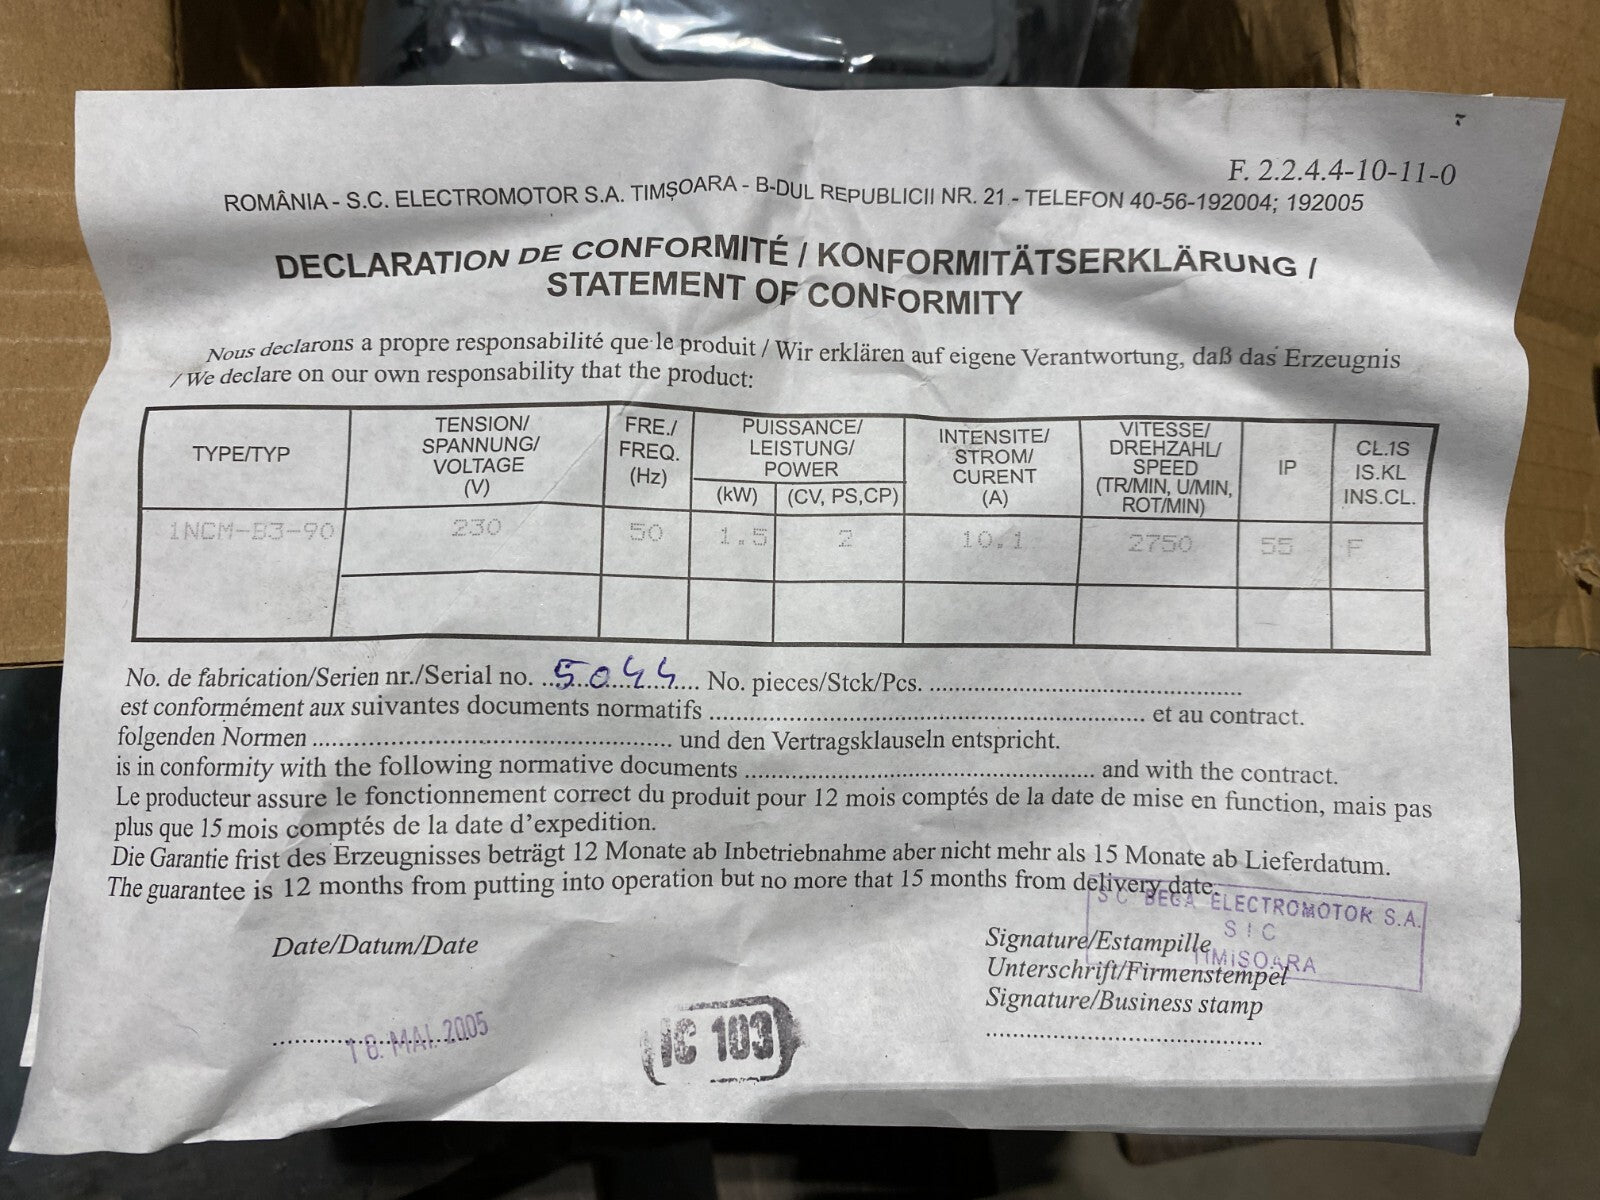 F. 2.2.4.4-10-11-0
ROMÂNIA - S.C. ELECTROMOTOR S.A. TIMŞOARA - B-DUL REPUBLICII NR. 21 - TELEFON 40-56-192004; 192005
DECLARATION DE CONFORMITÉ / KONFORMITÄTSERKLÄRUNG /
STATEMENT OF CONFORMITY
Nous declarons a propre responsabilité que le produit / Wir erklären auf eigene Verantwortung, daß das Erzeugnis
/ We declare on our own responsability that the product:
TYPE/TYP
TENSION/
SPANNUNG/
VOLTAGE
(V)
FRE./
FREQ.
(Hz)
PUISSANCE/
LEISTUNG/
POWER
(kW) (CV, PS,CP)
INTENSITE/
STROM/
CURENT
(A)
VITESSE/
DREHZAHL/
SPEED
(TR/MIN, U/MIN,
ROT/MIN)
IP
CL.1S
IS.KL
INS.CL.
1NCM-B3-90 230 50 1.5 2 10.1 2750 55 F
No. de fabrication/Serien nr./Serial no. ..5044.... No. pieces/Stck/Pcs. ................................................
est conformément aux suivantes documents normatifs .................................................................. et au contract.
folgenden Normen ...................................................... und den Vertragsklauseln entspricht.
is in conformity with the following normative documents ..................................................... and with the contract.
Le producteur assure le fonctionnement correct du produit pour 12 mois comptés de la date de mise en function, mais pas
plus que 15 mois comptés de la date d'expedition.
Die Garantie frist des Erzeugnisses beträgt 12 Monate ab Inbetriebnahme aber nicht mehr als 15 Monate ab Lieferdatum.
The guarantee is 12 months from putting into operation but no more that 15 months from delivery date.
SC BEGA ELECTROMOTOR S.A.
SIC
TIMISOARA
Date/Datum/Date
Signature/Estampille
Unterschrift/Firmenstempel
Signature/Business stamp
18. MAI. 2005
IC 103